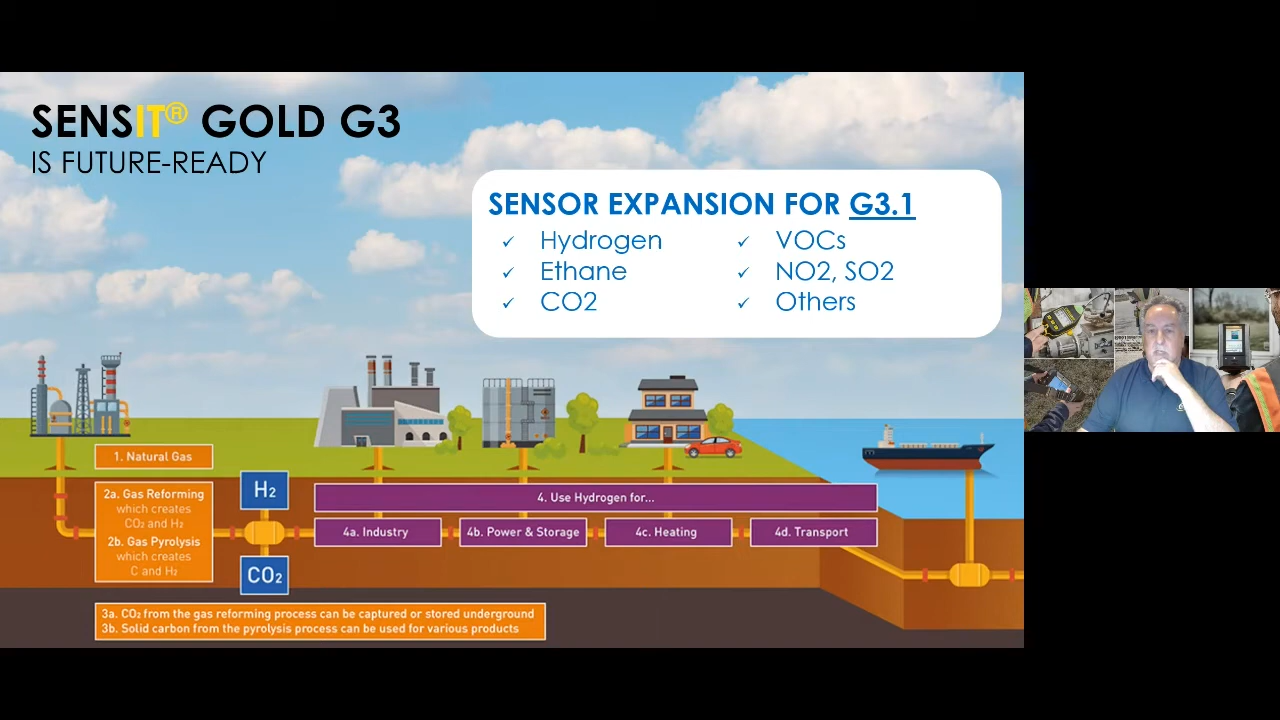 SENSIT® GOLD G3
IS FUTURE-READY
SENSOR EXPANSION FOR G3.1
✓ Hydrogen
✓ Ethane
✓ CO2
✓ VOCs
✓ NO2, SO2
✓ Others
1. Natural Gas
2a. Gas Reforming
which creates
CO₂ and H₂
2b. Gas Pyrolysis
which creates
C and H₂
H₂
CO₂
4. Use Hydrogen for...
4a. Industry
4b. Power & Storage
4c. Heating
4d. Transport
3a. CO₂ from the gas reforming process can be captured or stored underground
3b. Solid carbon from the pyrolysis process can be used for various products